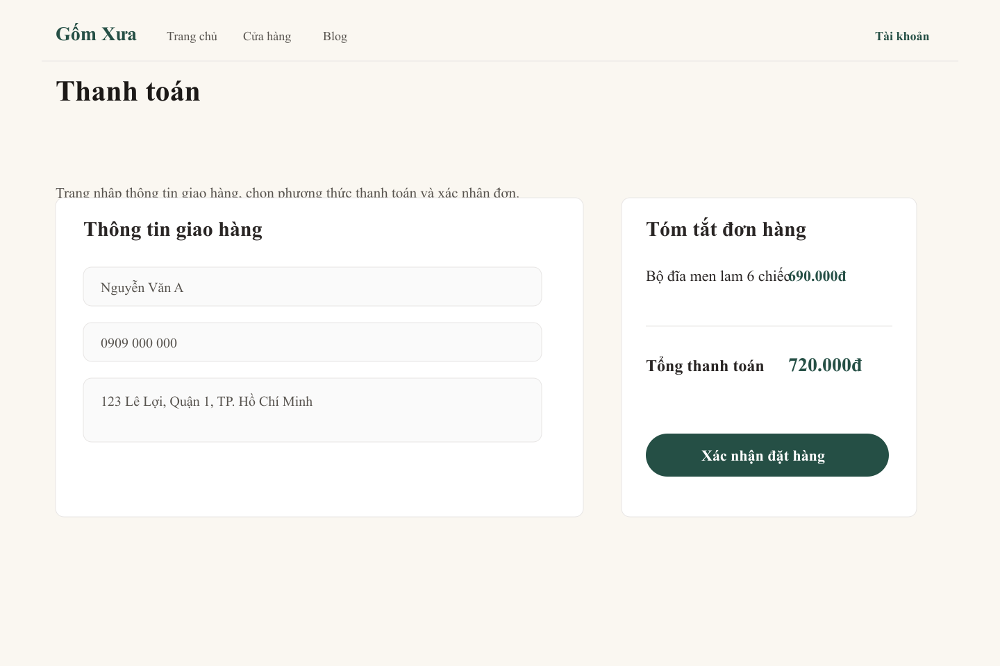 Gốm Xưa Trang chủ Cửa hàng Blog Tài khoản
Thanh toán
Trang nhập thông tin giao hàng, chọn phương thức thanh toán và xác nhận đơn.
Thông tin giao hàng
Nguyễn Văn A
0909 000 000
123 Lê Lợi, Quận 1, TP. Hồ Chí Minh
Tóm tắt đơn hàng
Bộ đĩa men lam 6 chiếc 690.000đ
Tổng thanh toán 720.000đ
Xác nhận đặt hàng